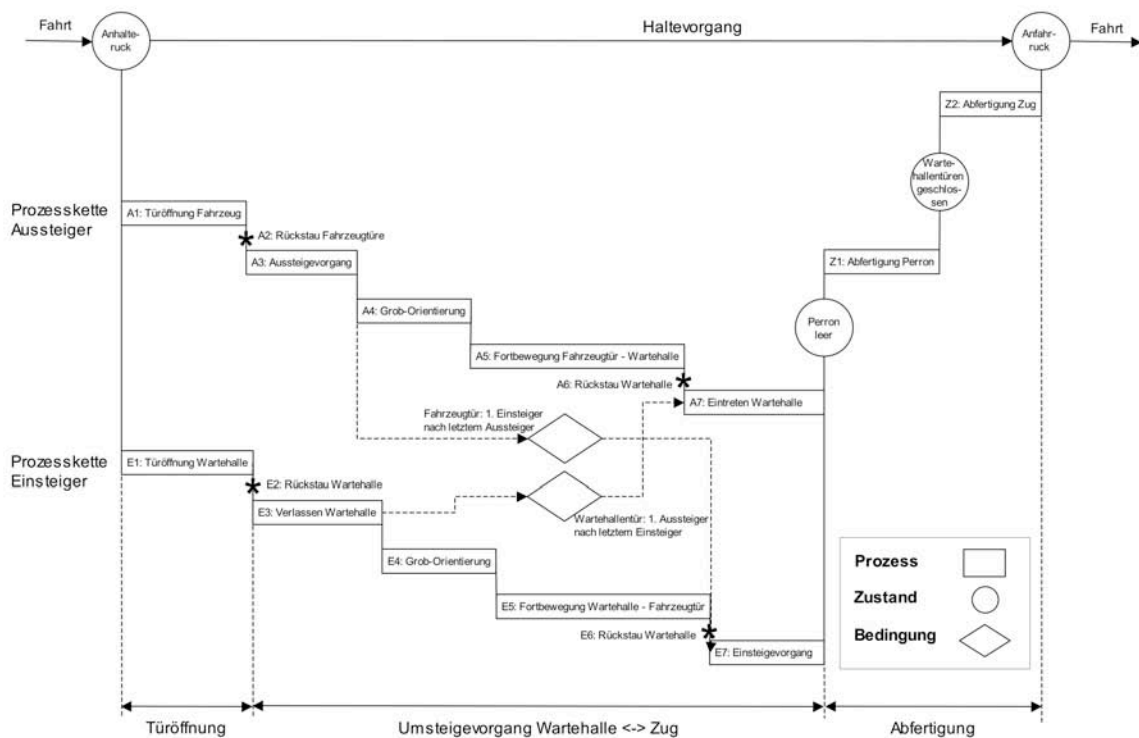 Fahrt
Anhalte-
ruck
Haltevorgang
Anfahr-
ruck
Fahrt
Z2: Abfertigung Zug
Warte-
hallentüren
geschlos-
sen
Prozesskette
Aussteiger
A1: Türöffnung Fahrzeug
A2: Rückstau Fahrzeugtüre
A3: Aussteigevorgang
Z1: Abfertigung Perron
A4: Grob-Orientierung
Perron
leer
A5: Fortbewegung Fahrzeugtür - Wartehalle
A6: Rückstau Wartehalle
A7: Eintreten Wartehalle
Fahrzeugtür: 1. Einsteiger
nach letztem Aussteiger
Prozesskette
Einsteiger
E1: Türöffnung Wartehalle
E2: Rückstau Wartehalle
E3: Verlassen Wartehalle
Wartehallentür: 1. Aussteiger
nach letztem Einsteiger
E4: Grob-Orientierung
E5: Fortbewegung Wartehalle - Fahrzeugtür
E6: Rückstau Wartehalle
E7: Einsteigevorgang
Prozess
Zustand
Bedingung
Türöffnung
Umsteigevorgang Wartehalle <-> Zug
Abfertigung